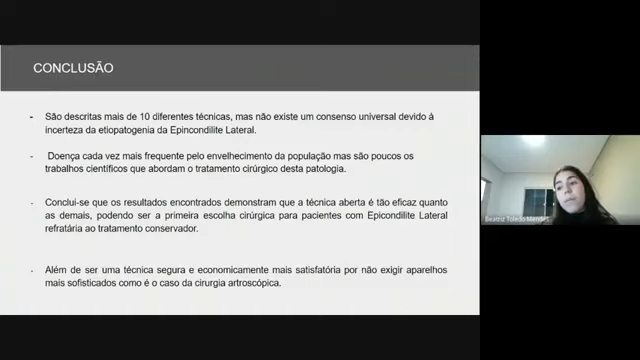 CONCLUSÃO
- São descritas mais de 10 diferentes técnicas, mas não existe um consenso universal devido à
incerteza da etiopatogenia da Epincondilite Lateral.
- Doença cada vez mais frequente pelo envelhecimento da população mas são poucos os
trabalhos científicos que abordam o tratamento cirúrgico desta patologia.
- Conclui-se que os resultados encontrados demonstram que a técnica aberta é tão eficaz quanto
as demais, podendo ser a primeira escolha cirúrgica para pacientes com Epicondilite Lateral
refratária ao tratamento conservador.
- Além de ser uma técnica segura e economicamente mais satisfatória por não exigir aparelhos
mais sofisticados como é o caso da cirurgia artroscópica.
Beatriz Toledo Mendes